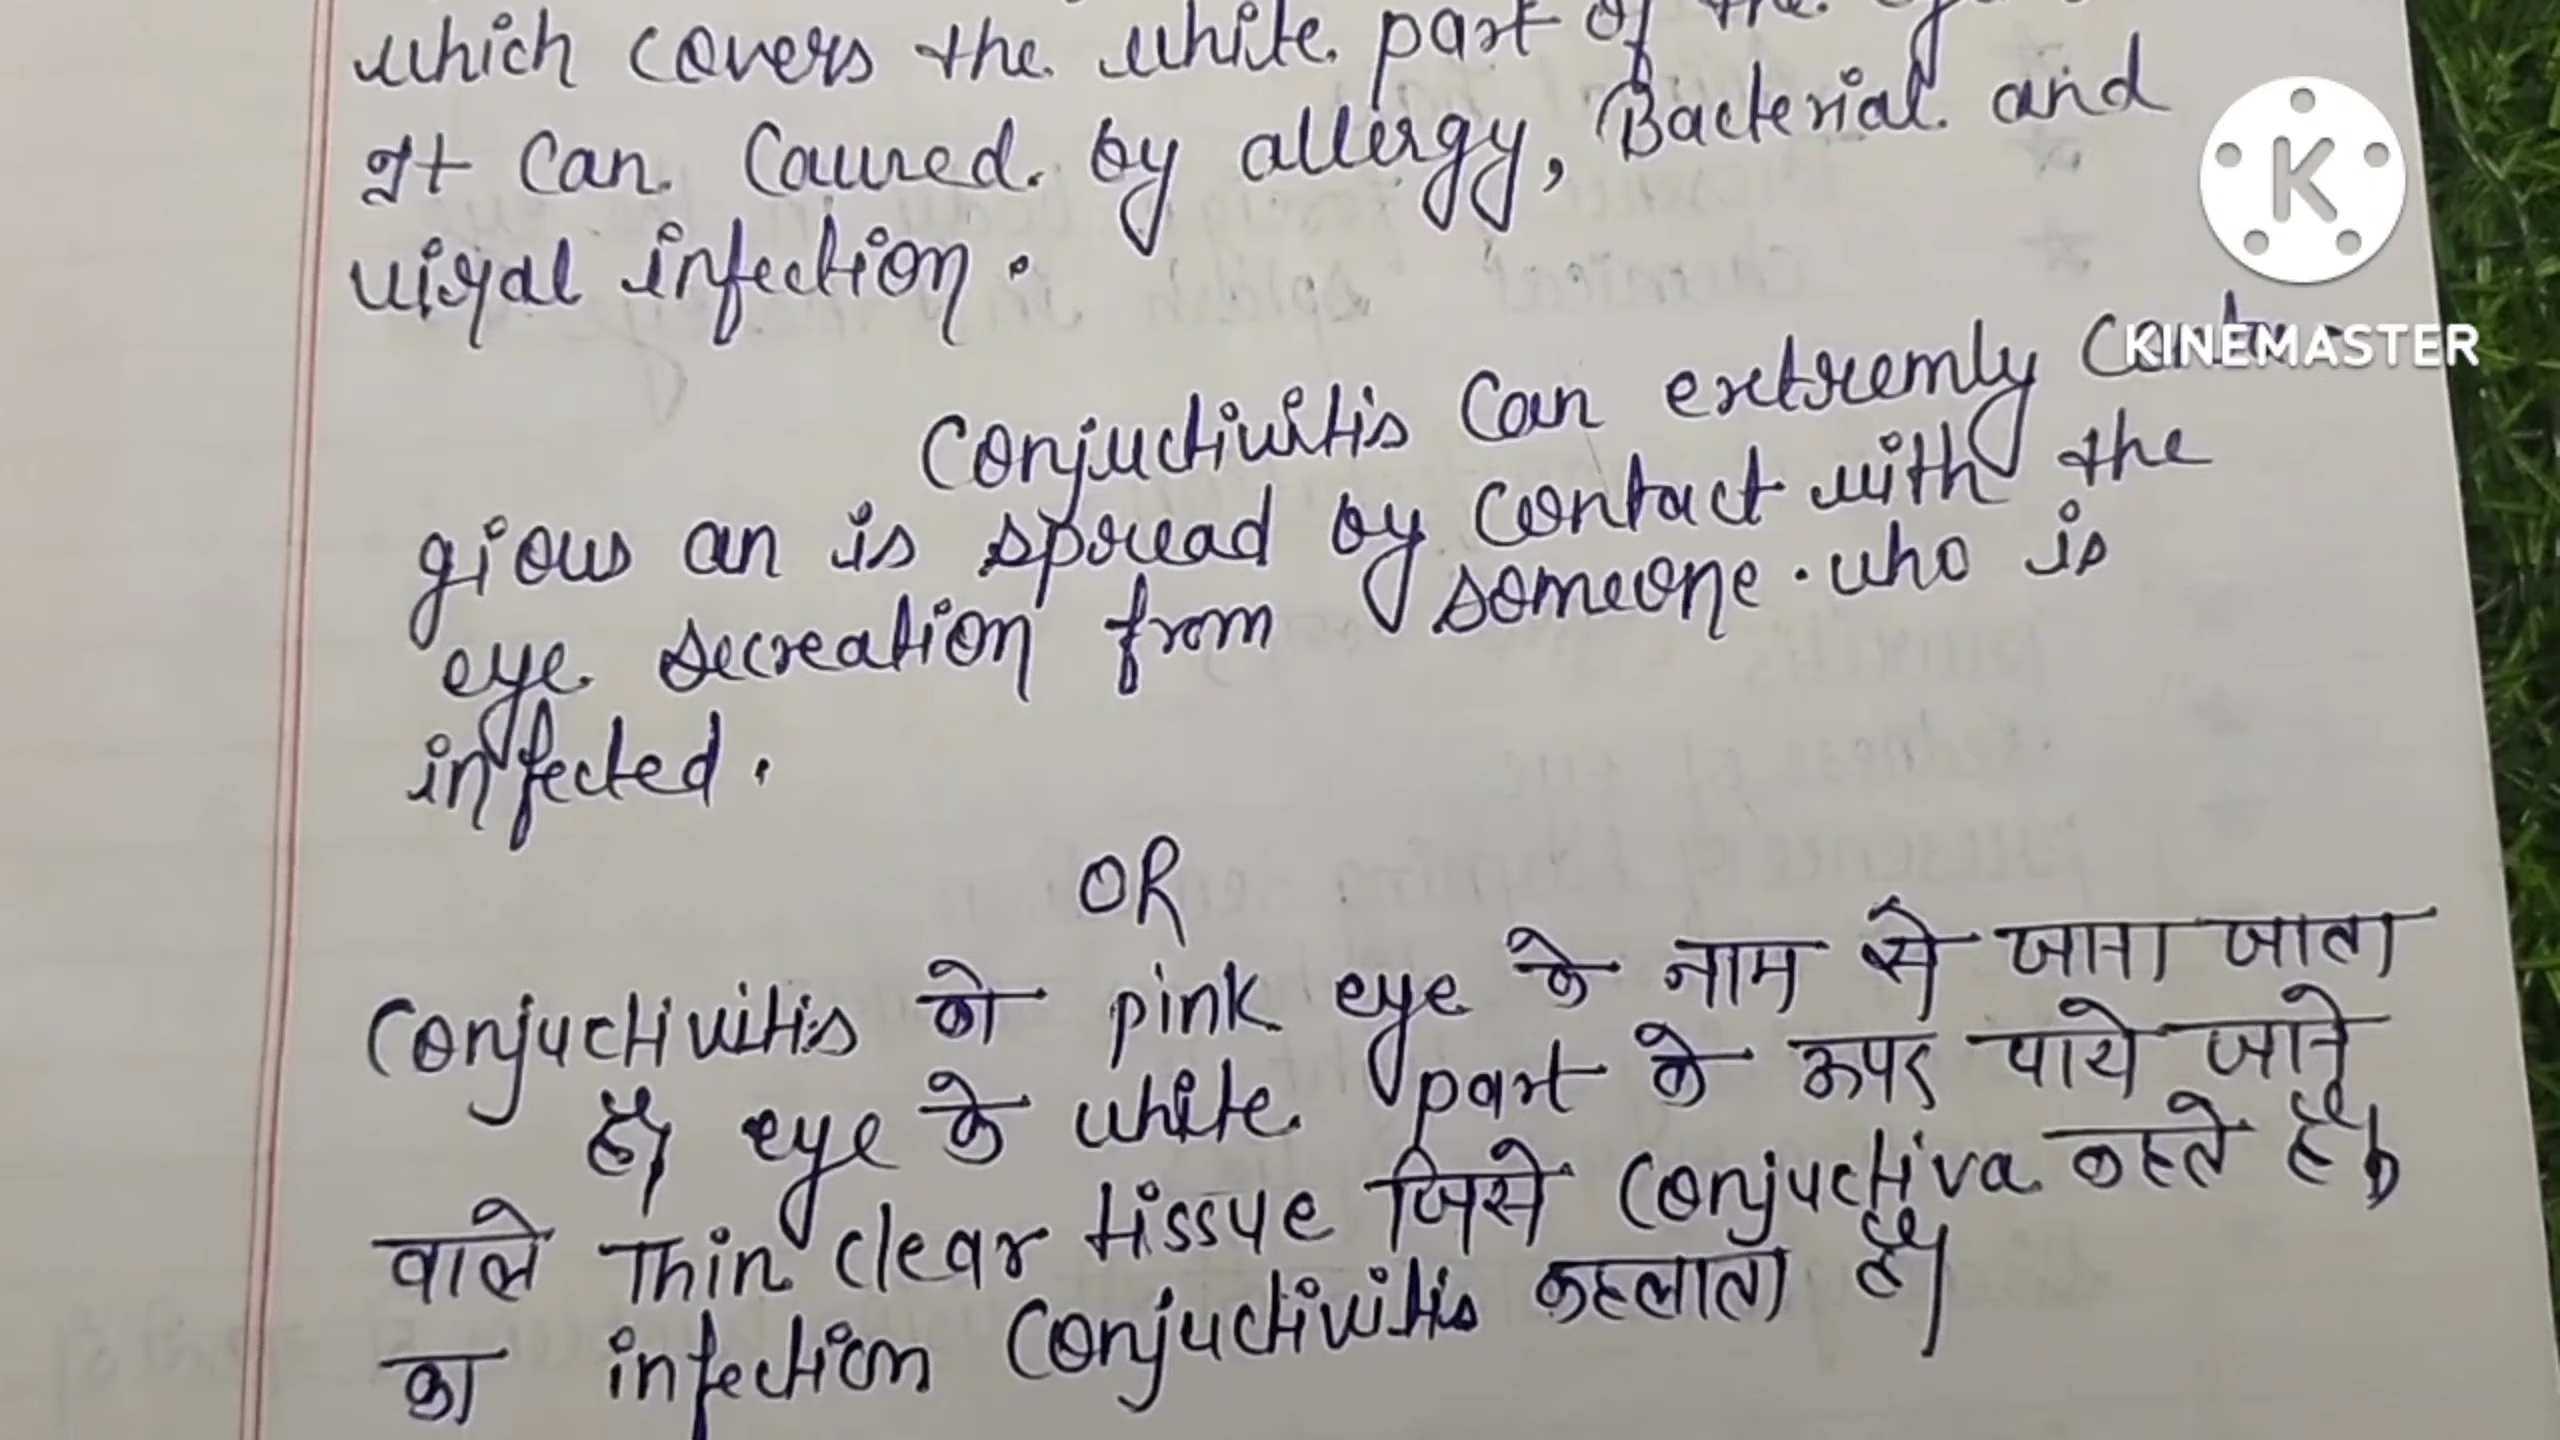 which covers the white part of the
It can caused by allergy, Bacterial and
viral infection.
KINEMASTER
Conjuctivitis can extremly conta-
gious an is spread by contact with the
eye secreation from someone who is
infected.
OR
Conjuctivitis को pink eye के नाम से जाना जाता
है। eye के white part के ऊपर पाये जाने
वाले Thin clear tissue जिसे Conjuctiva कहते है,
का infection Conjuctivitis कहलाता है।